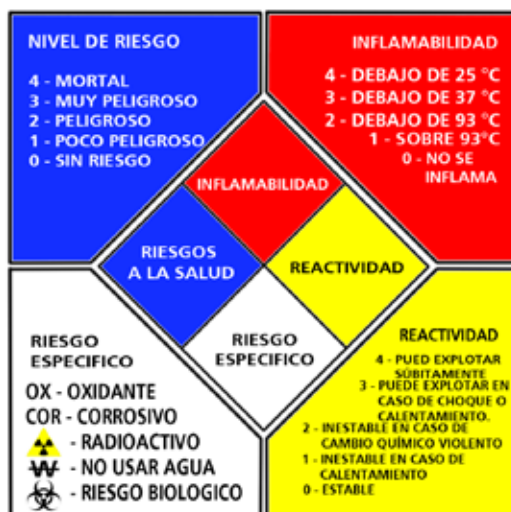 NIVEL DE RIESGO
4 - MORTAL
3 - MUY PELIGROSO
2 - PELIGROSO
1 - POCO PELIGROSO
0 - SIN RIESGO
INFLAMABILIDAD
4 - DEBAJO DE 25 °C
3 - DEBAJO DE 37 °C
2 - DEBAJO DE 93 °C
1 - SOBRE 93°C
0 - NO SE
INFLAMA
INFLAMABILIDAD
RIESGOS
A LA SALUD
REACTIVIDAD
RIESGO
ESPECIFICO
RIESGO
ESPECIFICO
OX - OXIDANTE
COR - CORROSIVO
- RADIOACTIVO
W - NO USAR AGUA
- RIESGO BIOLOGICO
REACTIVIDAD
4 - PUED EXPLOTAR
SÚBITAMENTE
3 - PUEDE EXPLOTAR EN
CASO DE CHOQUE O
CALENTAMIENTO.
2 - INESTABLE EN CASO DE
CAMBIO QUÍMICO VIOLENTO
1 - INESTABLE EN CASO DE
CALENTAMIENTO
0 - ESTABLE